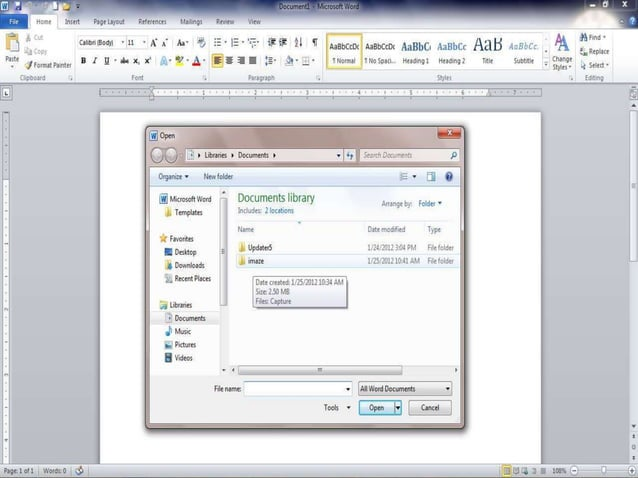 Document1 - Microsoft Word
File Home Insert Page Layout References Mailings Review View
Cut
Copy
Format Painter
Paste
Calibri (Body) 11
AaBbCcDc AaBbCcDc AaBbC AaBbCc AaB AaBbCc.
¶ Normal ¶ No Spaci... Heading 1 Heading 2 Title Subtitle
Change Styles
Find
Replace
Select
Clipboard Font Paragraph Styles Editing
Open
Libraries Documents
Search Documents
Organize New folder
Microsoft Word
Templates
Favorites
Desktop
Downloads
Recent Places
Libraries
Documents
Music
Pictures
Videos
Documents library
Includes: 2 locations
Arrange by: Folder
Name Date modified Type
Updater5 1/24/2012 3:04 PM File folder
imaze 1/25/2012 10:41 AM File folder
Date created: 1/25/2012 10:34 AM
Size: 2.50 MB
Files: Capture
File name: All Word Documents
Tools Open Cancel
Page: 1 of 1 Words: 0 100%